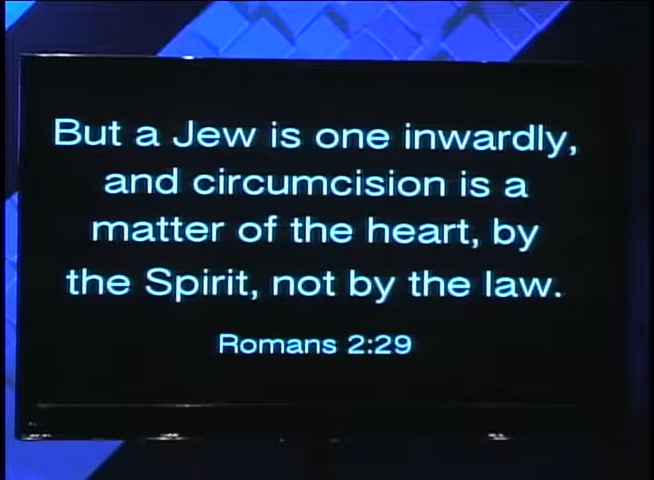 But a Jew is one inwardly,
and circumcision is a
matter of the heart, by
the Spirit, not by the law.
Romans 2:29